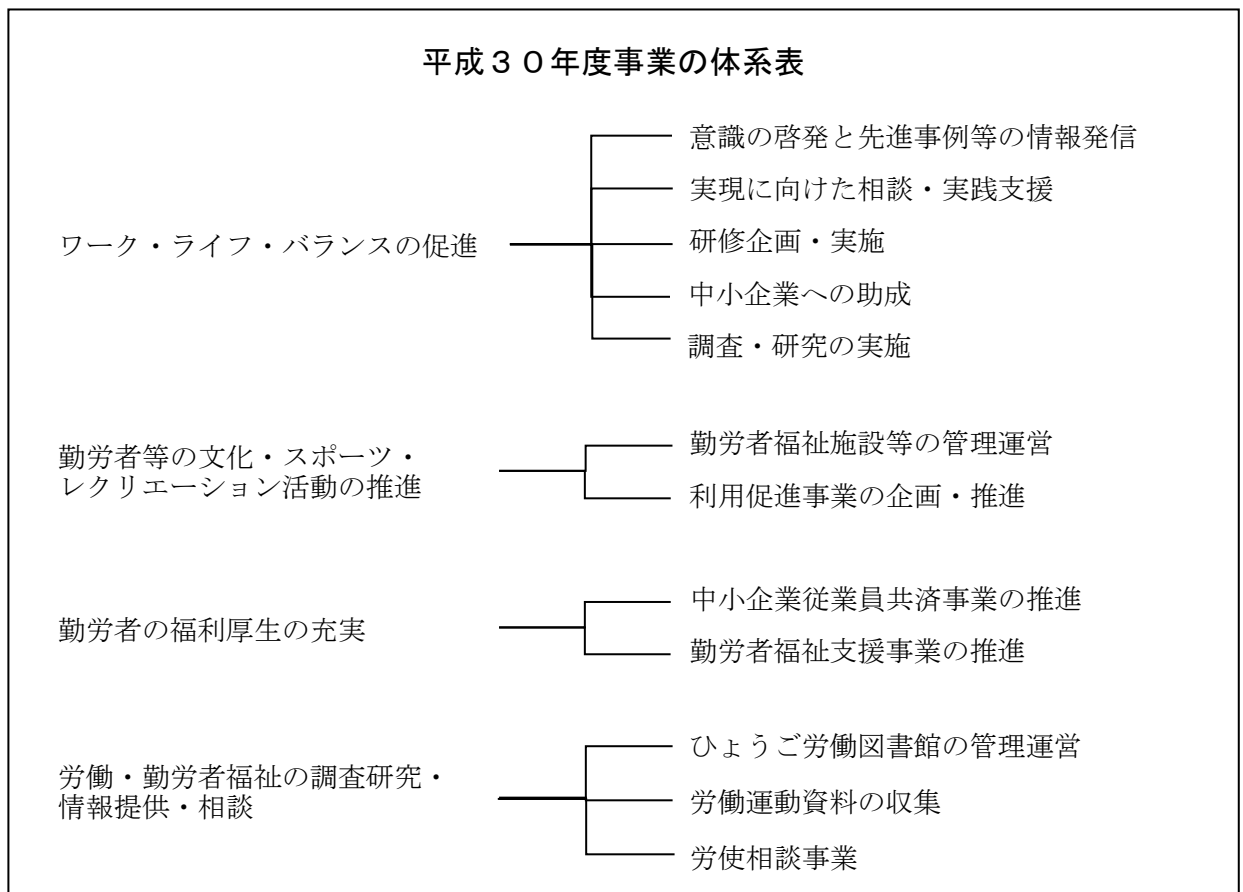 平成３０年度事業の体系表
ワーク・ライフ・バランスの促進
意識の啓発と先進事例等の情報発信
実現に向けた相談・実践支援
研修企画・実施
中小企業への助成
調査・研究の実施
勤労者等の文化・スポーツ・
レクリエーション活動の推進
勤労者福祉施設等の管理運営
利用促進事業の企画・推進
勤労者の福利厚生の充実
中小企業従業員共済事業の推進
勤労者福祉支援事業の推進
労働・勤労者福祉の調査研究・
情報提供・相談
ひょうご労働図書館の管理運営
労働運動資料の収集
労使相談事業